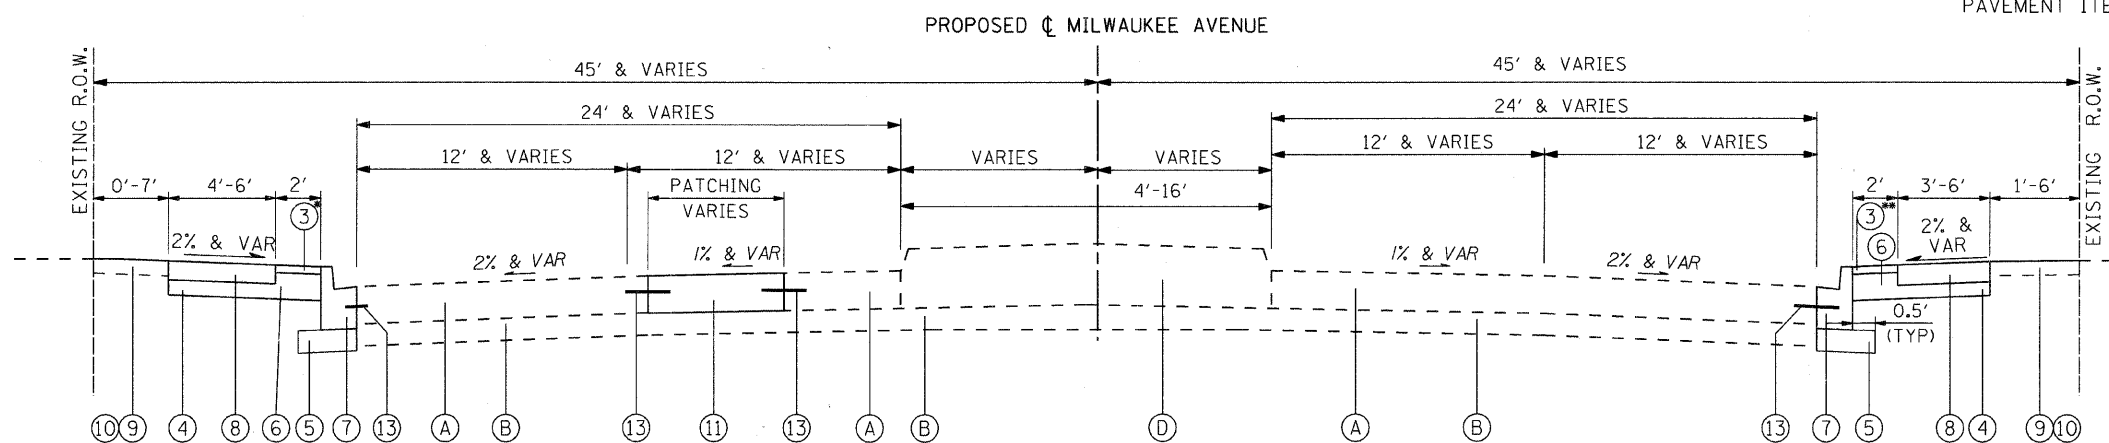 PAVEMENT ITE
PROPOSED ℄ MILWAUKEE AVENUE
EXISTING R.O.W.
45' & VARIES
45' & VARIES
EXISTING R.O.W.
24' & VARIES
24' & VARIES
12' & VARIES
12' & VARIES
VARIES
VARIES
12' & VARIES
12' & VARIES
0'-7'
4'-6'
2'
PATCHING
VARIES
4'-16'
2'
3'-6'
1'-6'
3*
3**
2% & VAR
2% & VAR
1% & VAR
1% & VAR
2% & VAR
2% &
VAR
6
0.5'
(TYP)
10 9 4 8 6 5 7 13 A B 13 11 13 A B D A B 13 7 5 8 4 9 10